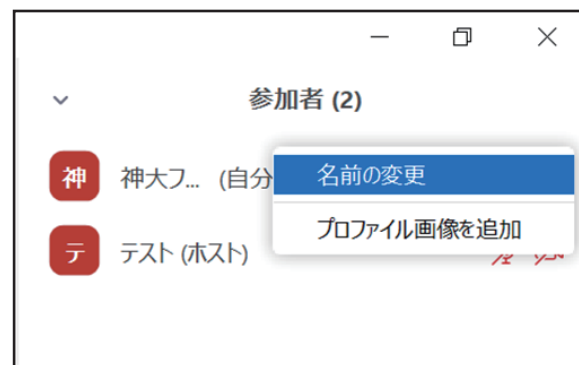 参加者 (2)
神 神大フ... (自分
名前の変更
プロファイル画像を追加
テ テスト (ホスト)